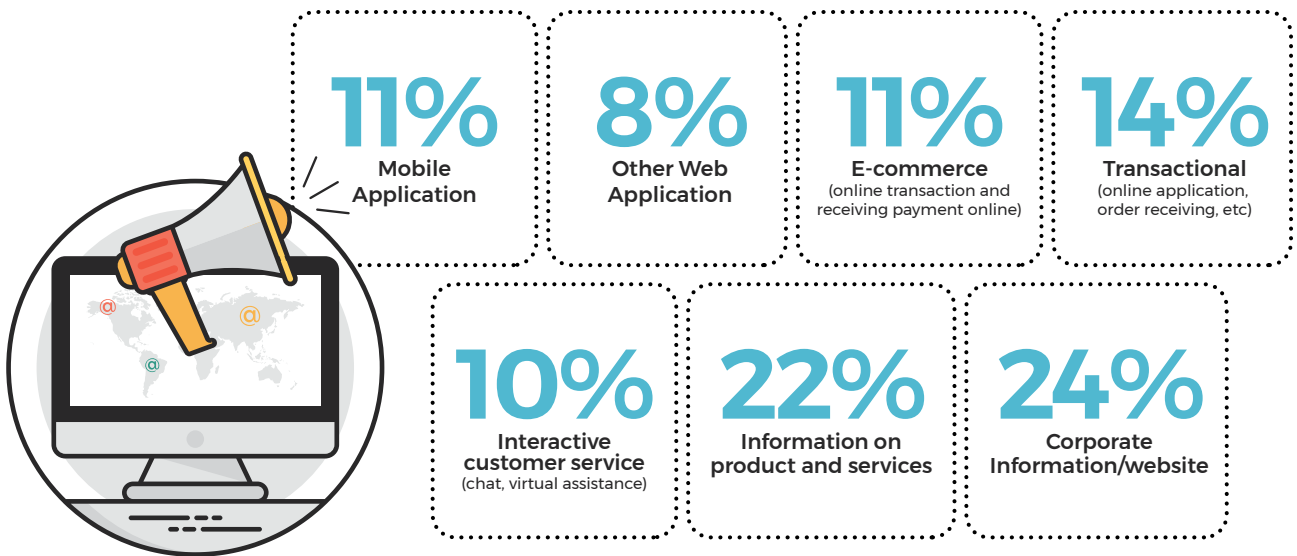 11%
Mobile
Application
8%
Other Web
Application
11%
E-commerce
(online transaction and
receiving payment online)
14%
Transactional
(online application,
order receiving, etc)
@
@
@
10%
Interactive
customer service
(chat, virtual assistance)
22%
Information on
product and services
24%
Corporate
Information/website